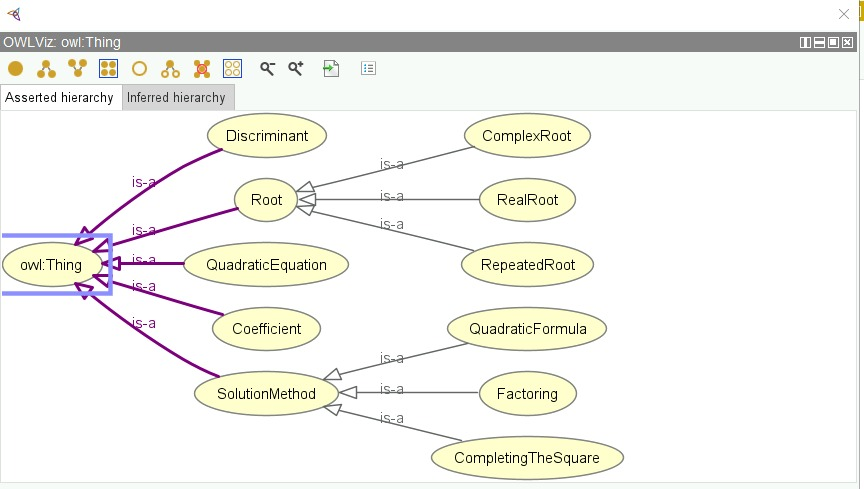 OWLViz: owl:Thing
Asserted hierarchy
Inferred hierarchy
Discriminant
ComplexRoot
is-a
is-a
Root
is-a
RealRoot
is-a
is-a
owl:Thing
is-a
QuadraticEquation
RepeatedRoot
is-a
is-a
Coefficient
QuadraticFormula
is-a
SolutionMethod
is-a
Factoring
is-a
CompletingTheSquare